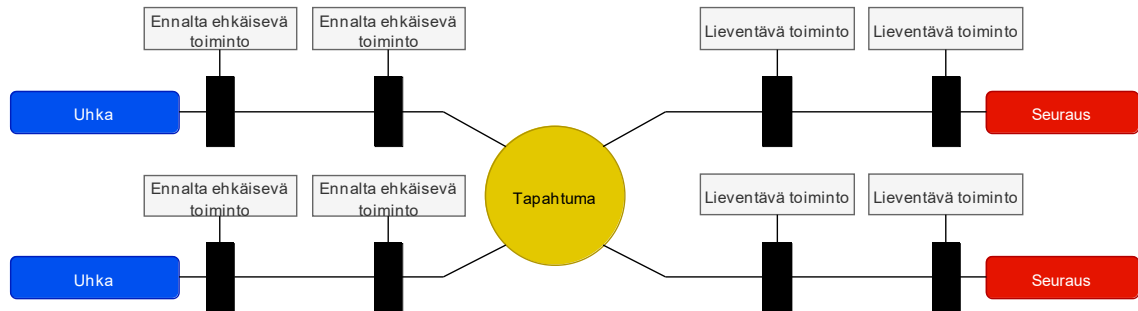 Ennalta ehkäisevä
toiminto
Ennalta ehkäisevä
toiminto
Lieventävä toiminto
Lieventävä toiminto
Uhka
Seuraus
Ennalta ehkäisevä
toiminto
Ennalta ehkäisevä
toiminto
Tapahtuma
Lieventävä toiminto
Lieventävä toiminto
Uhka
Seuraus